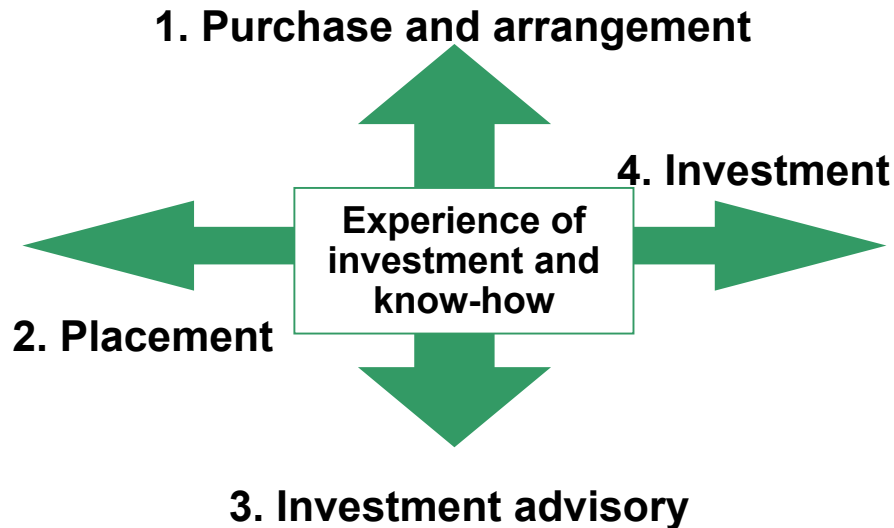 1. Purchase and arrangement
4. Investment
Experience of
investment and
know-how
2. Placement
3. Investment advisory